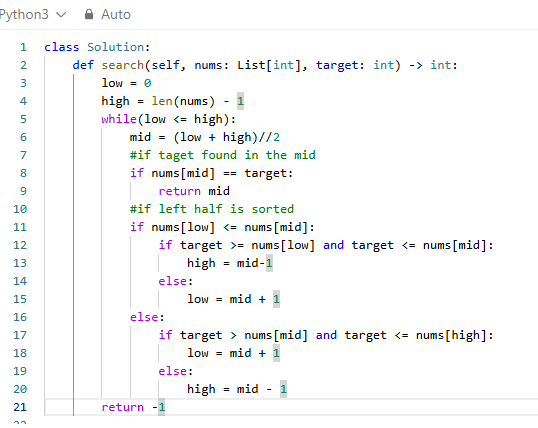 Python3 Auto
1 class Solution:
2     def search(self, nums: List[int], target: int) -> int:
3         low = 0
4         high = len(nums) - 1
5         while(low <= high):
6             mid = (low + high)//2
7             #if taget found in the mid
8             if nums[mid] == target:
9                 return mid
10             #if left half is sorted
11             if nums[low] <= nums[mid]:
12                 if target >= nums[low] and target <= nums[mid]:
13                     high = mid-1
14                 else:
15                     low = mid + 1
16             else:
17                 if target > nums[mid] and target <= nums[high]:
18                     low = mid + 1
19                 else:
20                     high = mid - 1
21         return -1